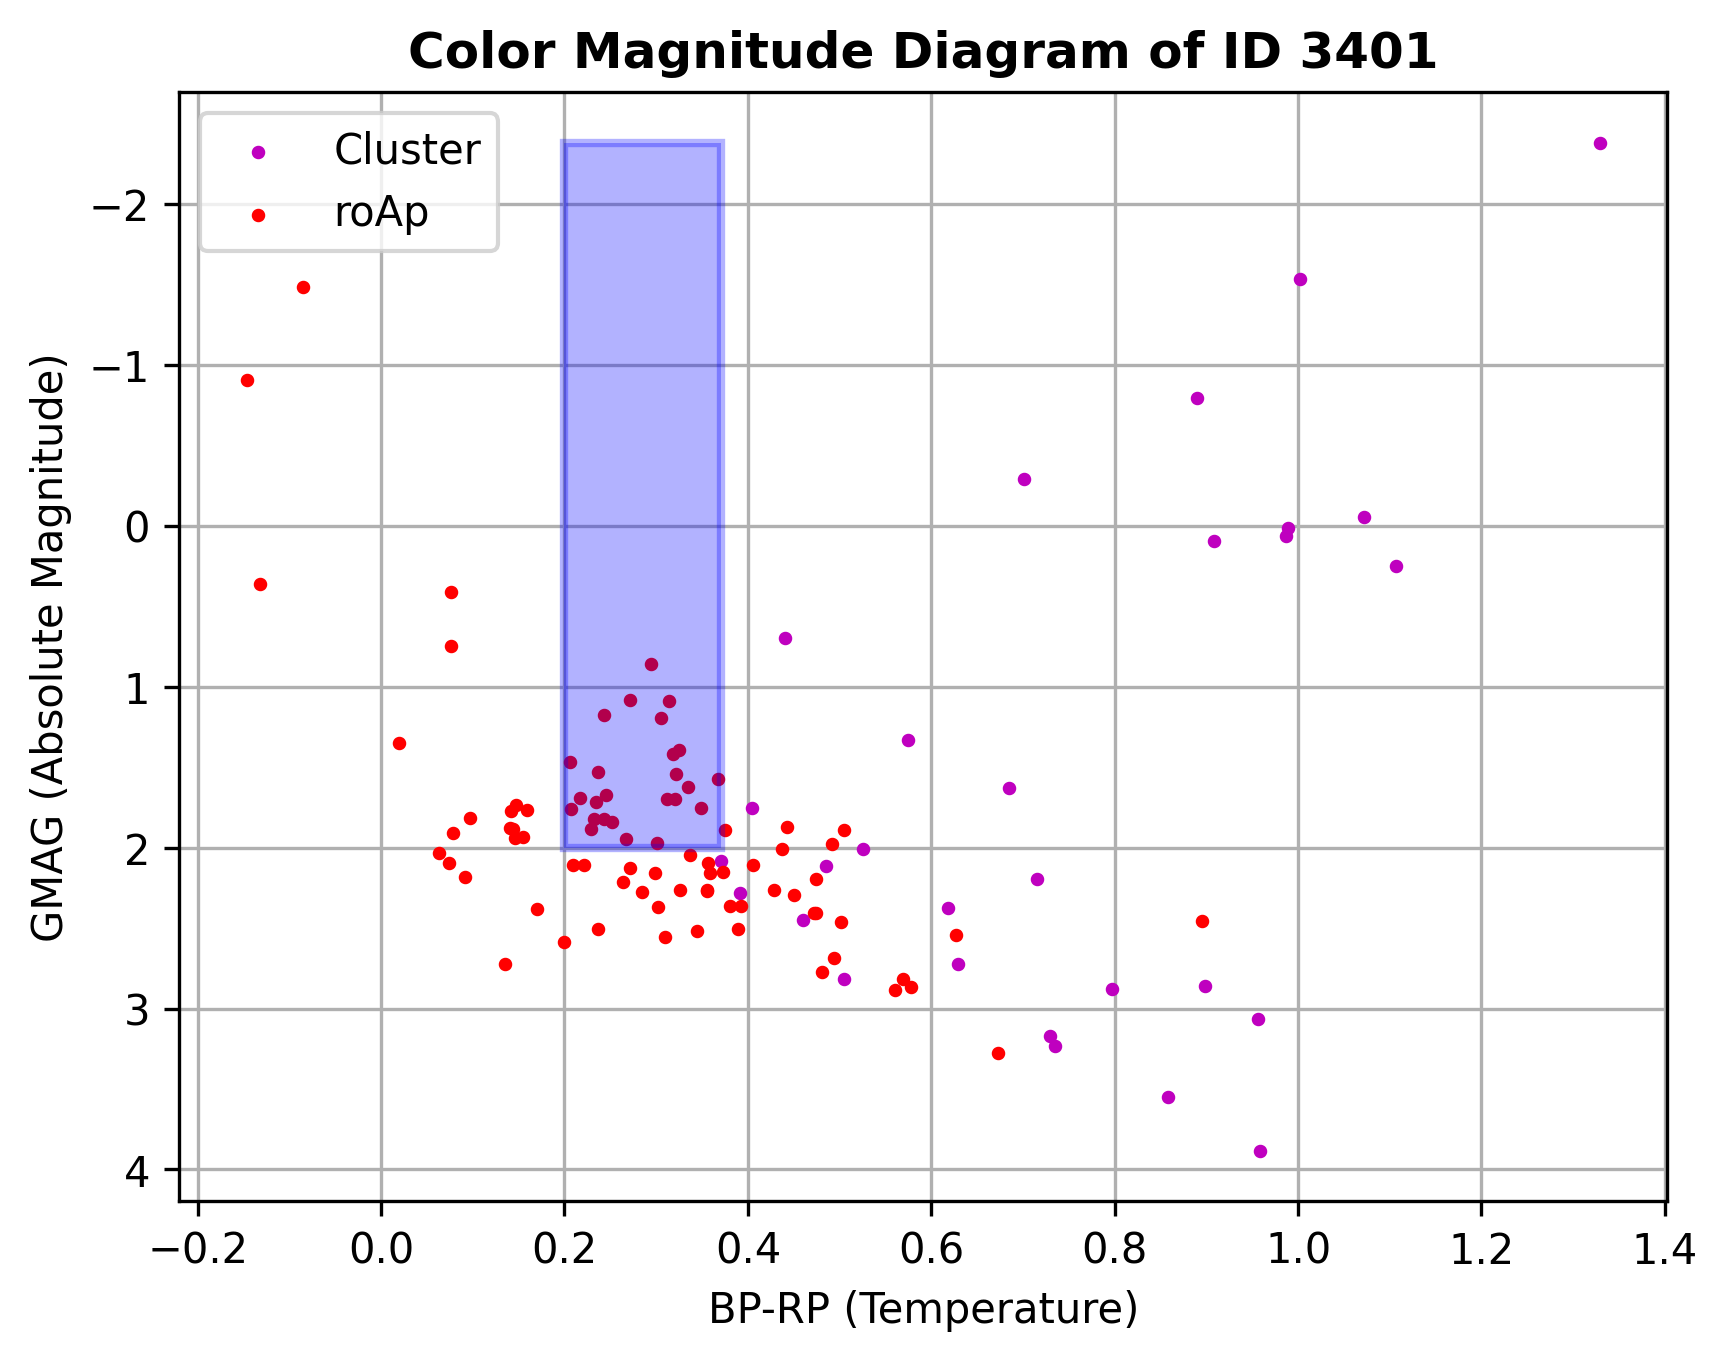 Color Magnitude Diagram of ID 3401
Cluster
roAp
GMAG (Absolute Magnitude)
−2
−1
0
1
2
3
4
−0.2 0.0 0.2 0.4 0.6 0.8 1.0 1.2 1.4
BP-RP (Temperature)